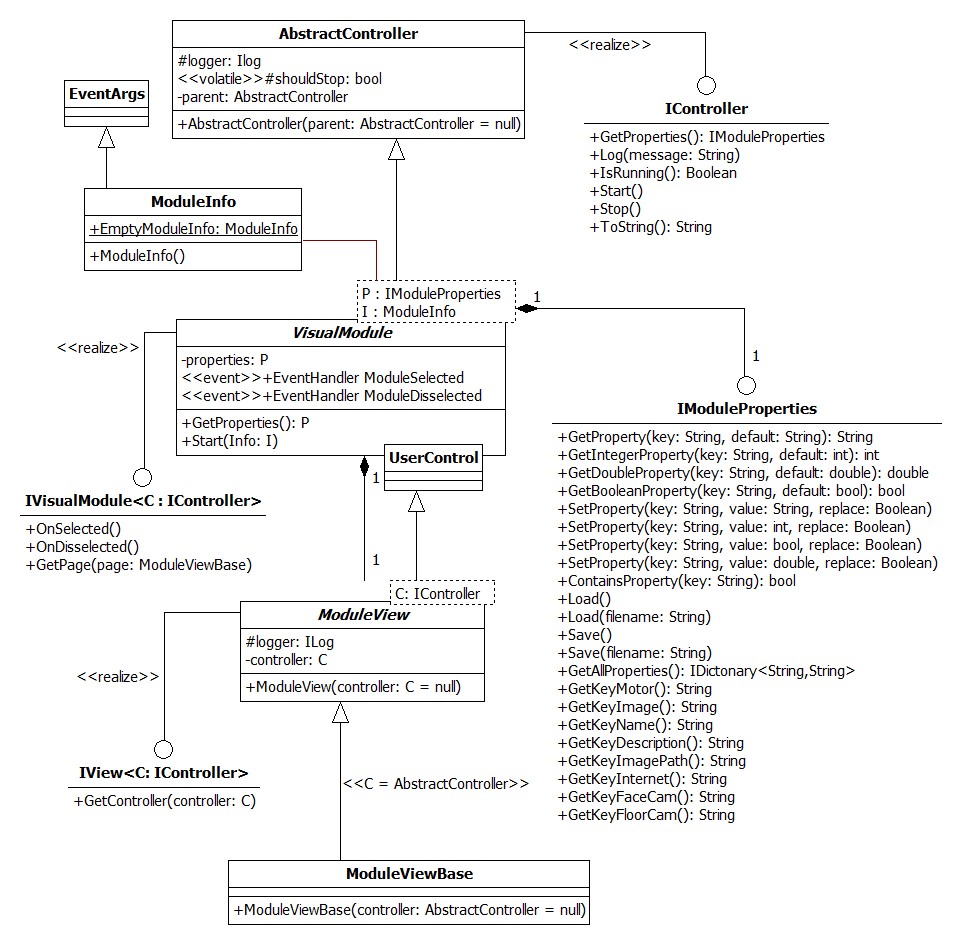 AbstractController
#logger: Ilog
<<volatile>>#shouldStop: bool
-parent: AbstractController
+AbstractController(parent: AbstractController = null)
<<realize>>
IController
+GetProperties(): IModuleProperties
+Log(message: String)
+IsRunning(): Boolean
+Start()
+Stop()
+ToString(): String
EventArgs
ModuleInfo
+EmptyModuleInfo: ModuleInfo
+ModuleInfo()
P : IModuleProperties
I : ModuleInfo
1
1
VisualModule
-properties: P
<<event>>+EventHandler ModuleSelected
<<event>>+EventHandler ModuleDisselected
+GetProperties(): P
+Start(Info: I)
<<realize>>
IVisualModule<C : IController>
+OnSelected()
+OnDisselected()
+GetPage(page: ModuleViewBase)
UserControl
1
1
IModuleProperties
+GetProperty(key: String, default: String): String
+GetIntegerProperty(key: String, default: int): int
+GetDoubleProperty(key: String, default: double): double
+GetBooleanProperty(key: String, default: bool): bool
+SetProperty(key: String, value: String, replace: Boolean)
+SetProperty(key: String, value: int, replace: Boolean)
+SetProperty(key: String, value: bool, replace: Boolean)
+SetProperty(key: String, value: double, replace: Boolean)
+ContainsProperty(key: String): bool
+Load()
+Load(filename: String)
+Save()
+Save(filename: String)
+GetAllProperties(): IDictonary<String,String>
+GetKeyMotor(): String
+GetKeyImage(): String
+GetKeyName(): String
+GetKeyDescription(): String
+GetKeyImagePath(): String
+GetKeyInternet(): String
+GetKeyFaceCam(): String
+GetKeyFloorCam(): String
C: IController
ModuleView
#logger: ILog
-controller: C
+ModuleView(controller: C = null)
<<realize>>
IView<C: IController>
+GetController(controller: C)
<<C = AbstractController>>
ModuleViewBase
+ModuleViewBase(controller: AbstractController = null)